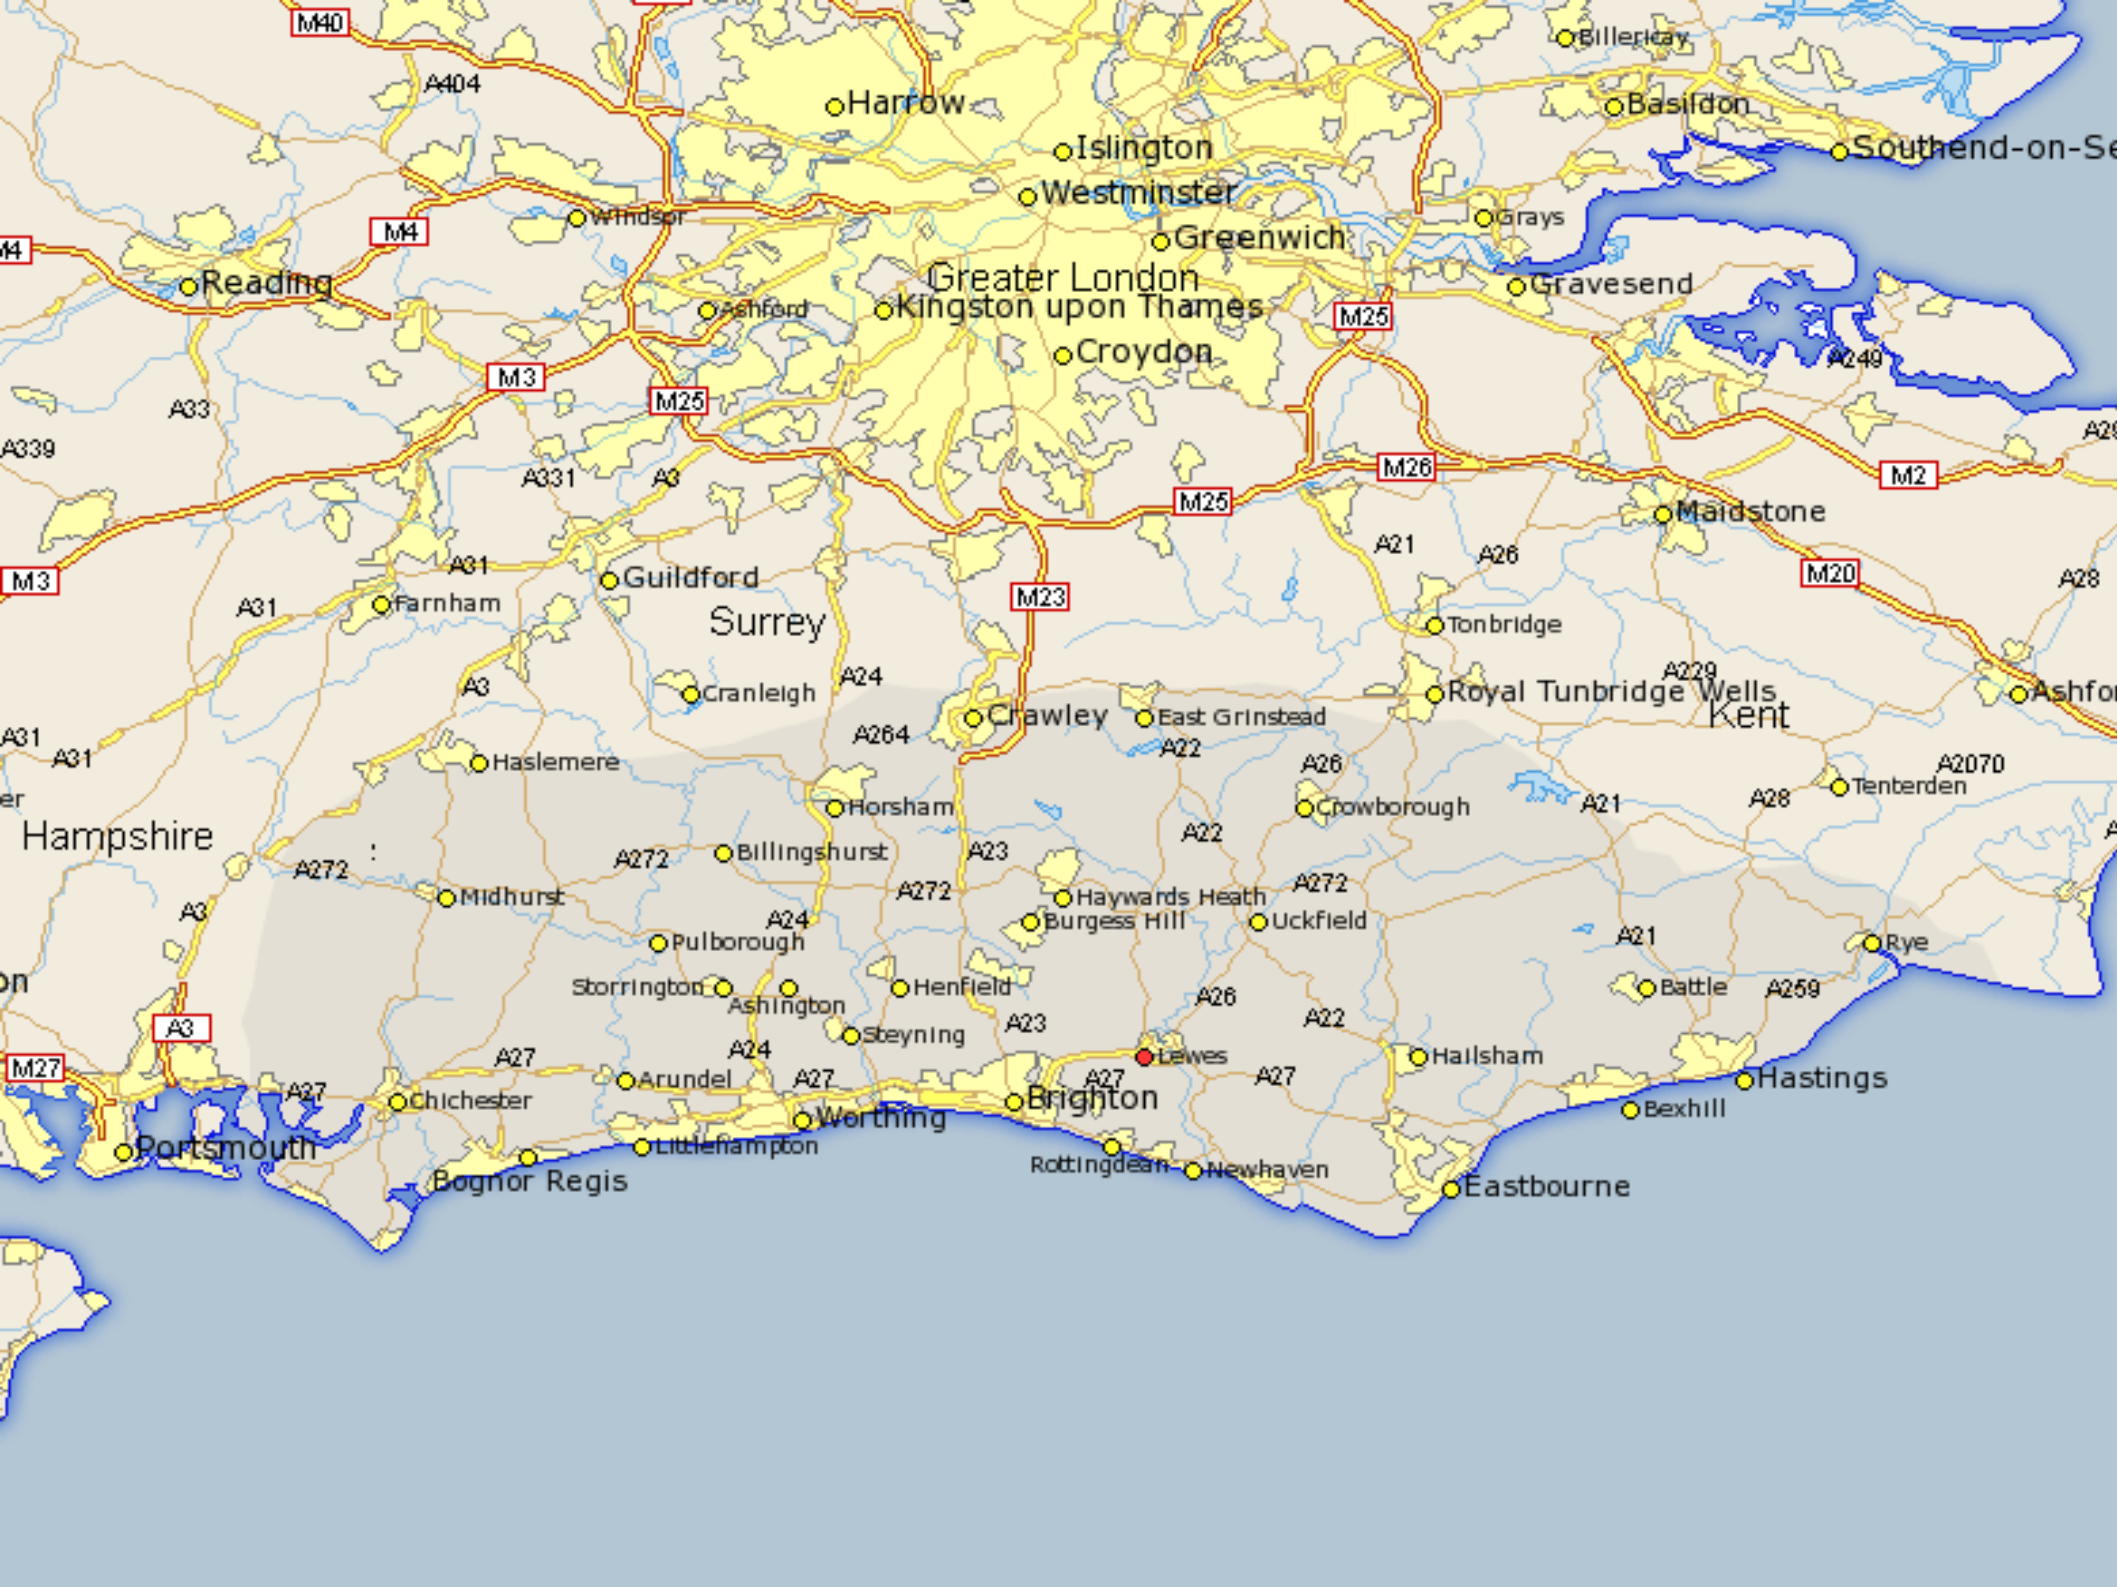 M40
Billericay
A404
Harrow
Basildon
Islington
Southend-on-Se
Westminster
Windsor
Grays
M4
Greenwich
M4
Reading
Greater London
Gravesend
Ashford
Kingston upon Thames
M25
Croydon
A249
M3
M25
A33
A339
A331
A3
M26
M2
M25
Maidstone
A21
A26
A31
Guildford
M20
A28
M3
Farnham
A31
M23
Surrey
Tonbridge
A24
A229
A3
Cranleigh
Royal Tunbridge Wells
Ashfor
Crawley
East Grinstead
Kent
A31
A264
A22
A31
Haslemere
A26
A2070
Tenterden
er
Horsham
Crowborough
A21
A28
Hampshire
A22
:
A272
A272
Billingshurst
A23
A272
A272
Midhurst
Haywards Heath
A3
A24
Burgess Hill
Uckfield
A21
Pulborough
Rye
on
Storrington
Henfield
Battle
A259
Ashington
A26
A3
Steyning
A23
A22
M27
A27
A24
Lewes
Hailsham
A27
Arundel
A27
A27
A27
Hastings
Chichester
Brighton
Bexhill
Worthing
Portsmouth
Littlehampton
Rottingdean
Newhaven
Bognor Regis
Eastbourne